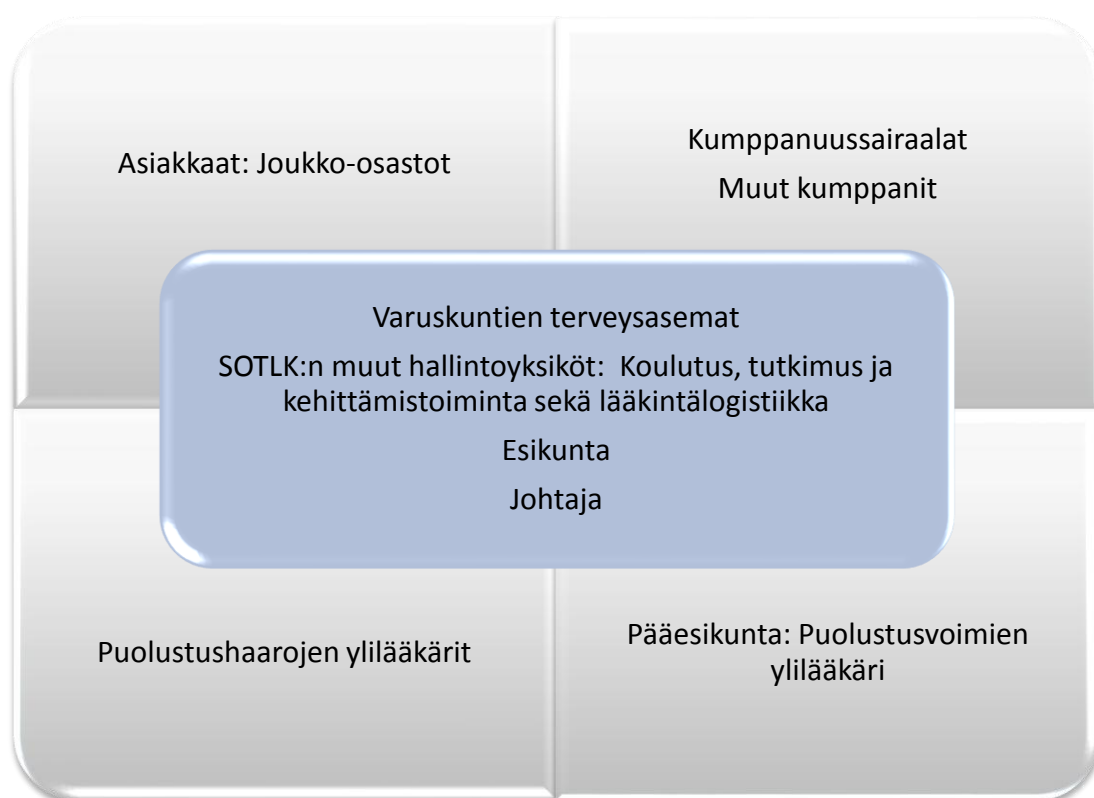 Asiakkaat: Joukko-osastot
Kumppanuussairaalat
Muut kumppanit
Varuskuntien terveysasemat
SOTLK:n muut hallintoyksiköt:  Koulutus, tutkimus ja
kehittämistoiminta sekä lääkintälogistiikka
Esikunta
Johtaja
Puolustushaarojen ylilääkärit
Pääesikunta: Puolustusvoimien
ylilääkäri